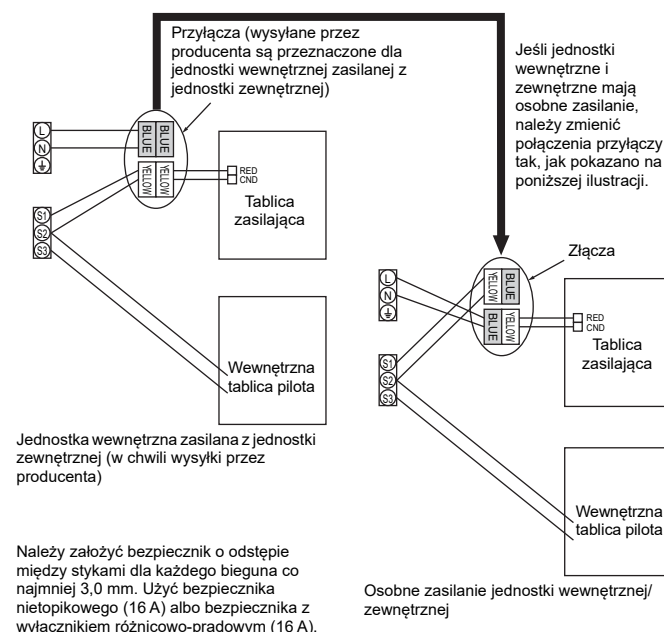 Przyłącza (wysyłane przez
producenta są przeznaczone dla
jednostki wewnętrznej zasilanej z
jednostki zewnętrznej)
L
N
BLUE
BLUE
YELLOW
YELLOW
RED
CND
Tablica
zasilająca
S1
S2
S3
Wewnętrzna
tablica pilota
Jednostka wewnętrzna zasilana z jednostki
zewnętrznej (w chwili wysyłki przez
producenta)
Należy założyć bezpiecznik o odstępie
między stykami dla każdego bieguna co
najmniej 3,0 mm. Użyć bezpiecznika
nietopikowego (16 A) albo bezpiecznika z
wyłącznikiem różnicowo-prądowym (16 A).
Jeśli jednostki
wewnętrzne i
zewnętrzne mają
osobne zasilanie,
należy zmienić
połączenia przyłączy
tak, jak pokazano na
poniższej ilustracji.
Złącza
L
N
YELLOW
BLUE
BLUE
YELLOW
RED
CND
Tablica
zasilająca
S1
S2
S3
Wewnętrzna
tablica pilota
Osobne zasilanie jednostki wewnętrznej/
zewnętrznej